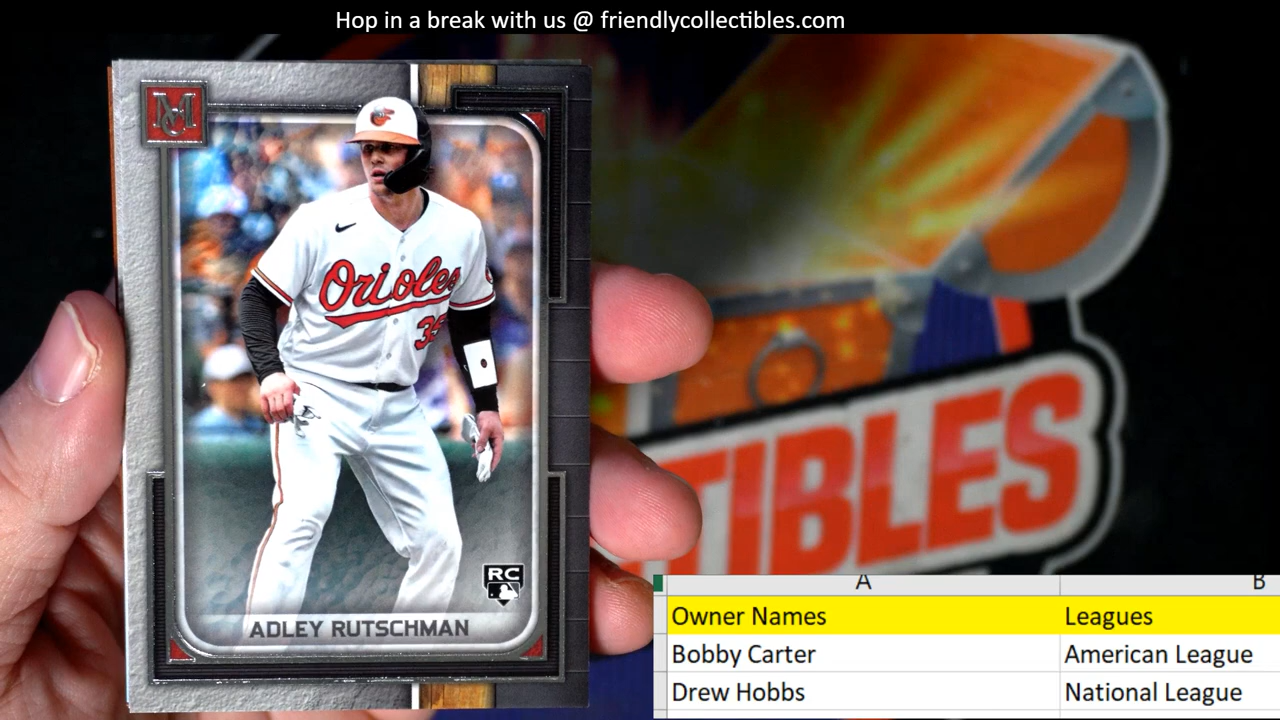 Hop in a break with us @ friendlycollectibles.com
MC
Orioles
35
RC
ADLEY RUTSCHMAN
TIBLES
A B
Owner Names Leagues
Bobby Carter American League
Drew Hobbs National League